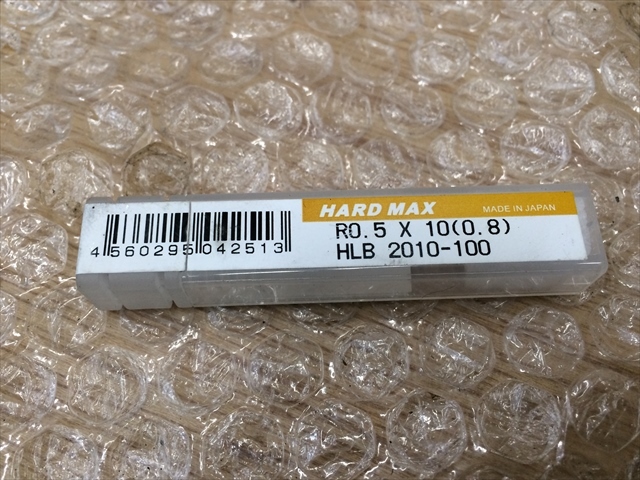 HARD MAX MADE IN JAPAN
R0.5 X 10(0.8)
HLB 2010-100
4 560295 042513